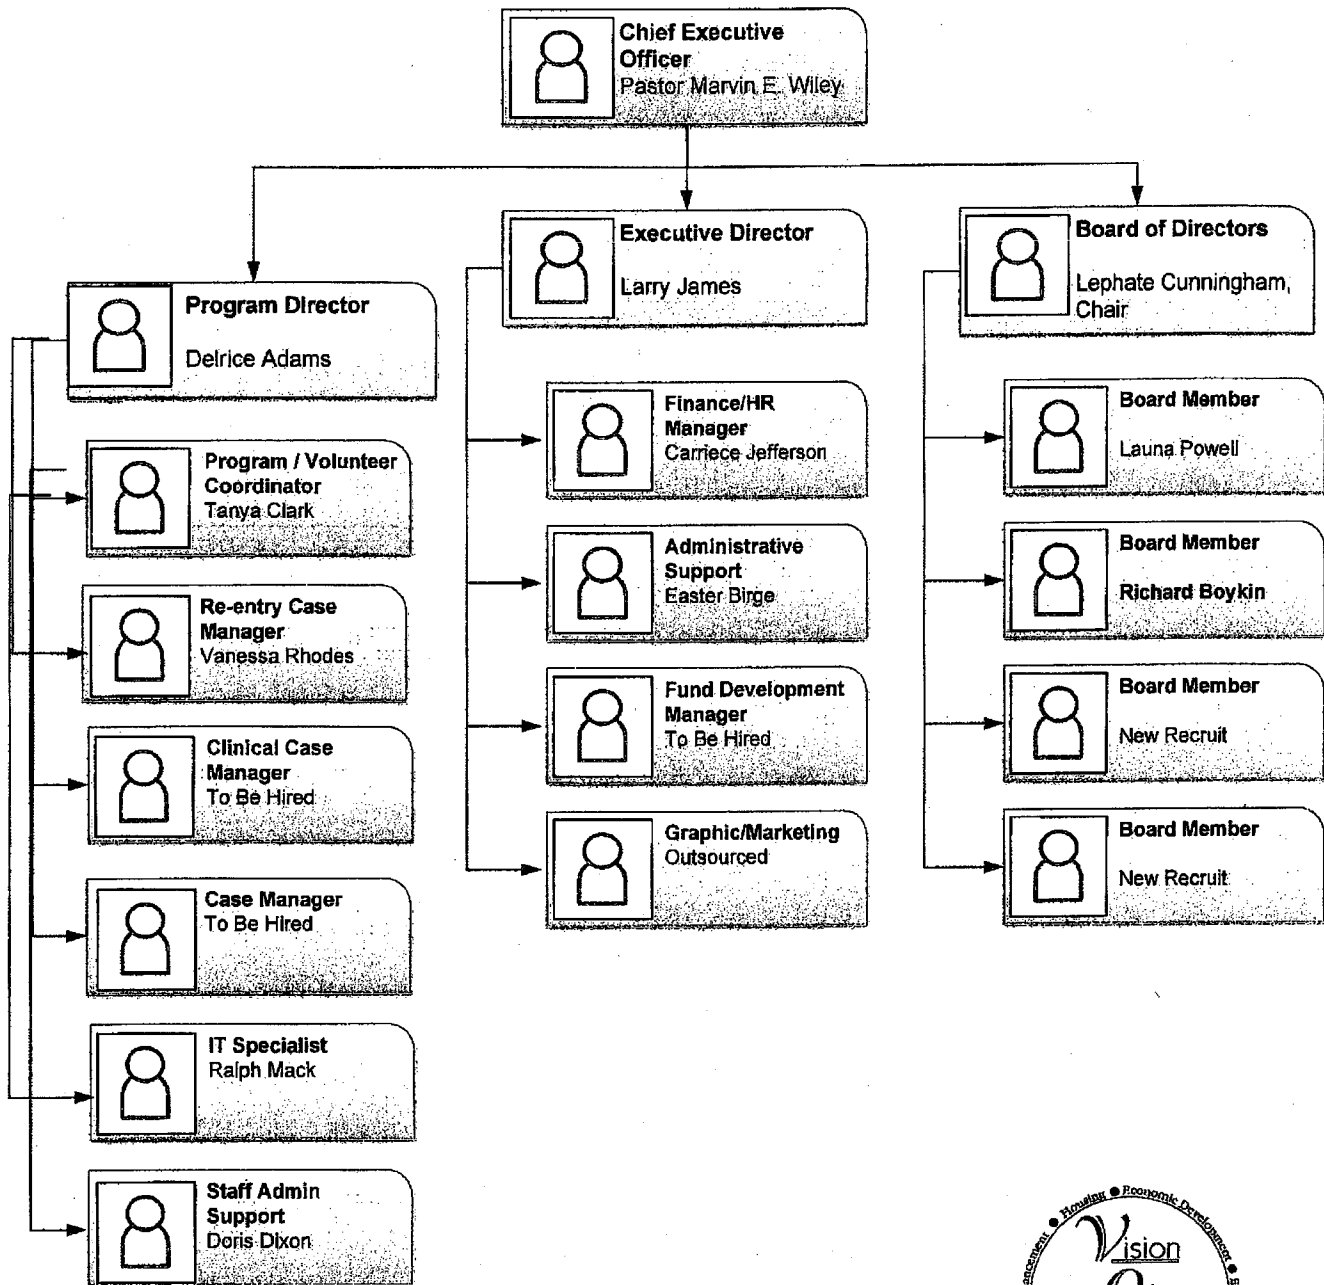 Chief Executive
Officer
Pastor Marvin E. Wiley
Program Director
Delrice Adams
Program / Volunteer
Coordinator
Tanya Clark
Re-entry Case
Manager
Vanessa Rhodes
Clinical Case
Manager
To Be Hired
Case Manager
To Be Hired
IT Specialist
Ralph Mack
Staff Admin
Support
Doris Dixon
Executive Director
Larry James
Finance/HR
Manager
Carriece Jefferson
Administrative
Support
Easter Birge
Fund Development
Manager
To Be Hired
Graphic/Marketing
Outsourced
Board of Directors
Lephate Cunningham,
Chair
Board Member
Launa Powell
Board Member
Richard Boykin
Board Member
New Recruit
Board Member
New Recruit
Housing ● Economic Development ●
Vision